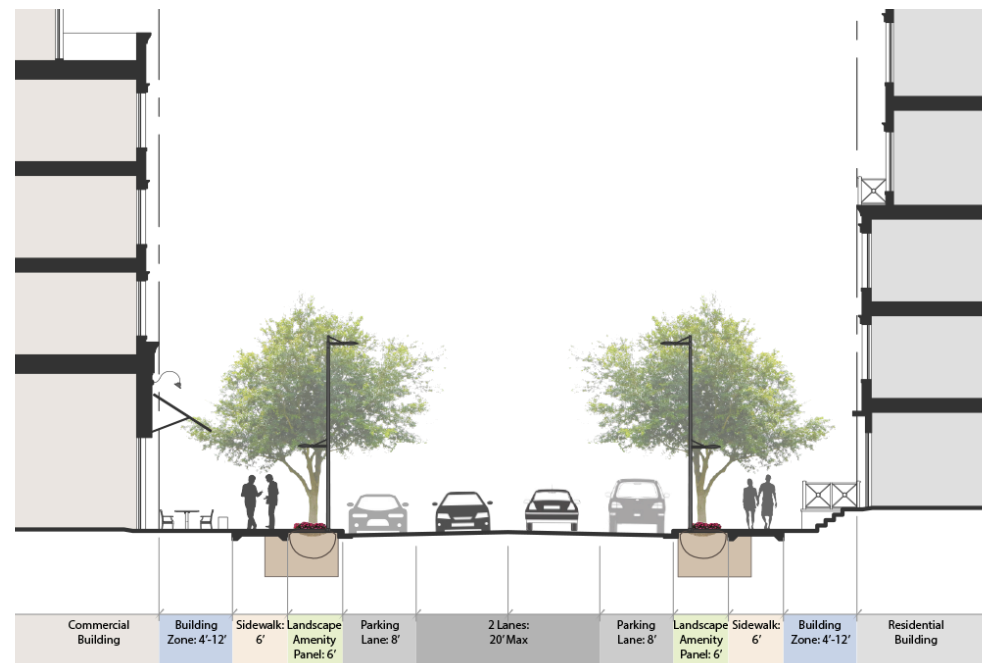 Commercial
Building
Building
Zone: 4'-12'
Sidewalk:
6'
Landscape
Amenity
Panel: 6'
Parking
Lane: 8'
2 Lanes:
20' Max
Parking
Lane: 8'
Landscape
Amenity
Panel: 6'
Sidewalk:
6'
Building
Zone: 4'-12'
Residential
Building